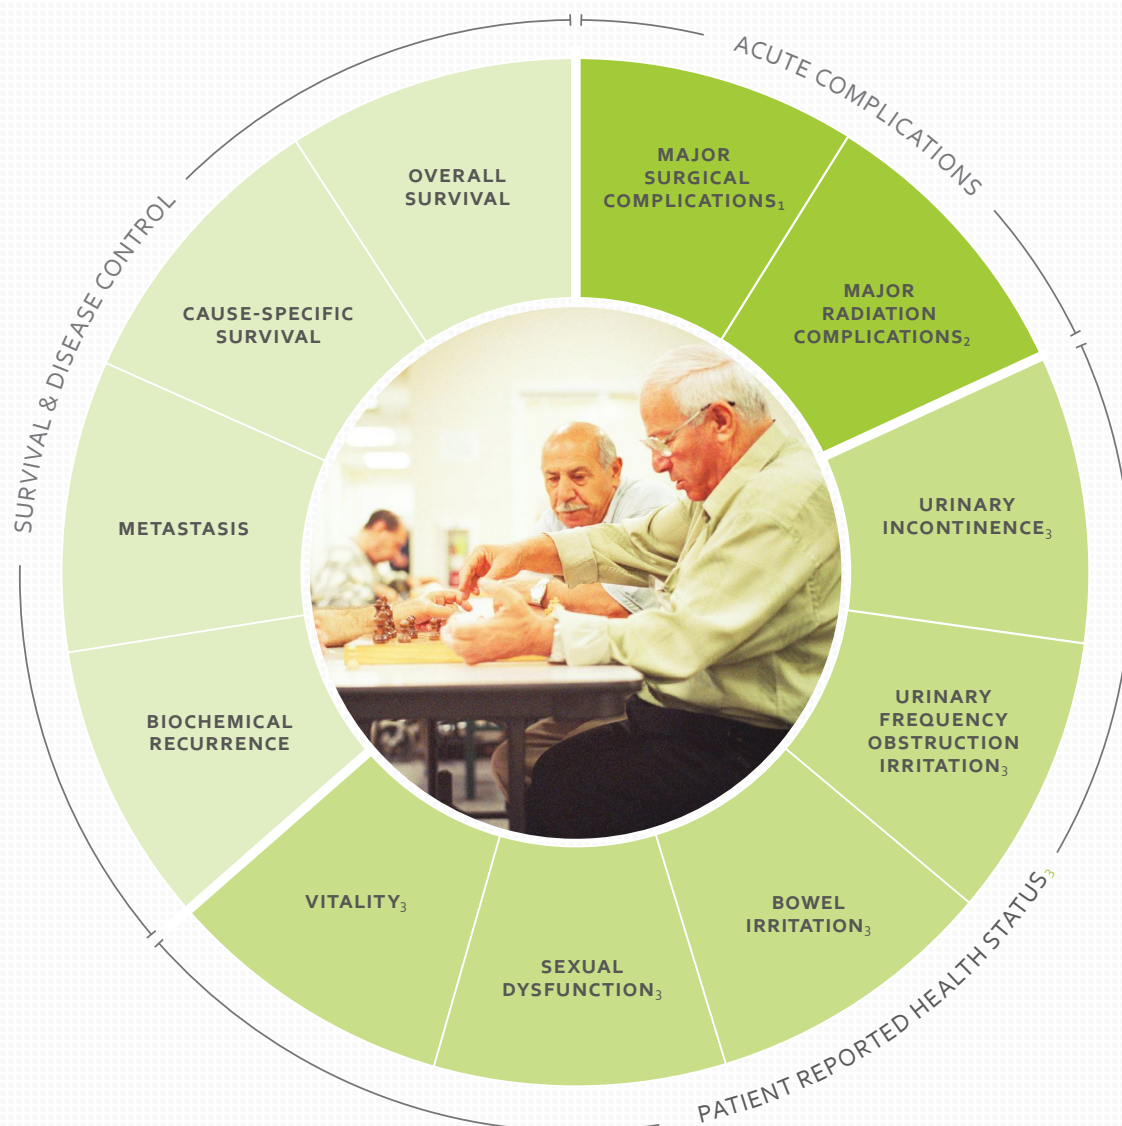 ACUTE COMPLICATIONS
MAJOR
SURGICAL
COMPLICATIONS₁
MAJOR
RADIATION
COMPLICATIONS₂
PATIENT REPORTED HEALTH STATUS₃
URINARY
INCONTINENCE₃
URINARY
FREQUENCY
OBSTRUCTION
IRRITATION₃
BOWEL
IRRITATION₃
SEXUAL
DYSFUNCTION₃
VITALITY₃
SURVIVAL & DISEASE CONTROL
BIOCHEMICAL
RECURRENCE
METASTASIS
CAUSE-SPECIFIC
SURVIVAL
OVERALL
SURVIVAL